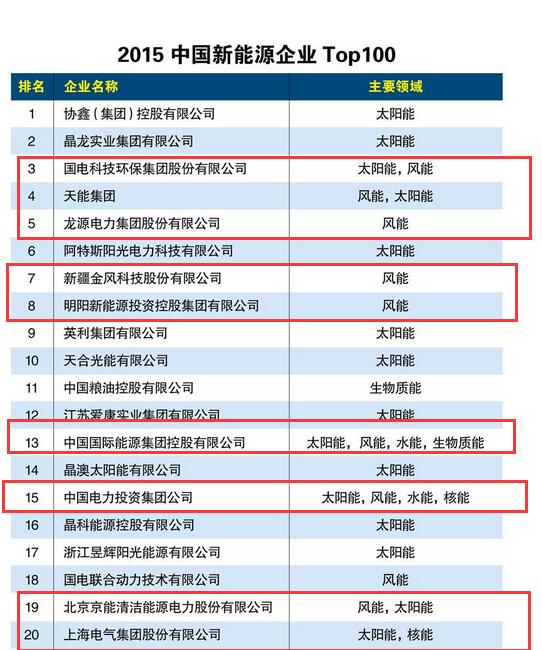 2015 中国新能源企业 Top100
排名 企业名称 主要领域
1 协鑫(集团)控股有限公司 太阳能
2 晶龙实业集团有限公司 太阳能
3 国电科技环保集团股份有限公司 太阳能, 风能
4 天能集团 风能, 太阳能
5 龙源电力集团股份有限公司 风能
6 阿特斯阳光电力科技有限公司 太阳能
7 新疆金风科技股份有限公司 风能
8 明阳新能源投资控股集团有限公司 风能
9 英利集团有限公司 太阳能
10 天合光能有限公司 太阳能
11 中国粮油控股有限公司 生物质能
12 江苏爱康实业集团有限公司 太阳能
13 中国国际能源集团控股有限公司 太阳能, 风能, 水能, 生物质能
14 晶澳太阳能有限公司 太阳能
15 中国电力投资集团公司 太阳能, 风能, 水能, 核能
16 晶科能源控股有限公司 太阳能
17 浙江昱辉阳光能源有限公司 太阳能
18 国电联合动力技术有限公司 风能
19 北京京能清洁能源电力股份有限公司 风能, 太阳能
20 上海电气集团股份有限公司 太阳能, 核能